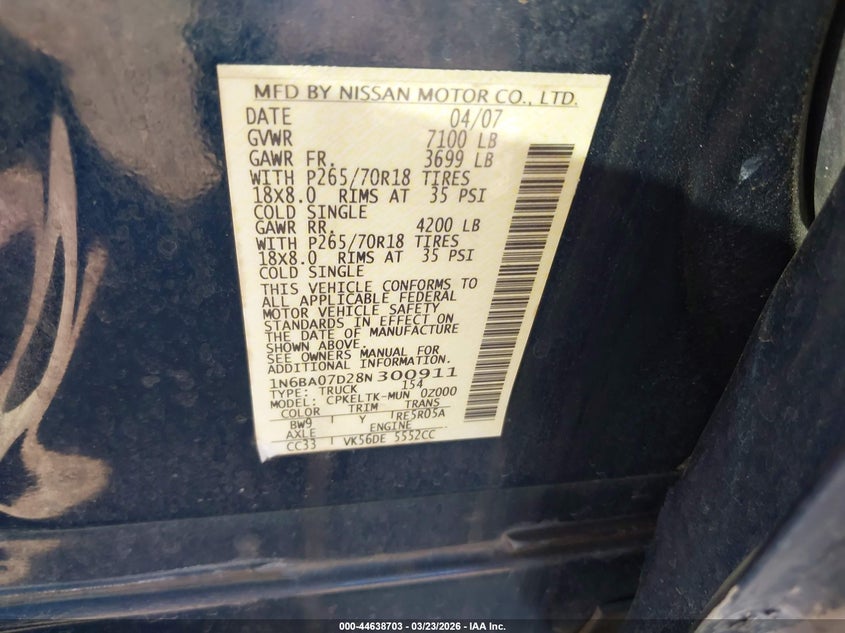 MFD BY NISSAN MOTOR CO., LTD.
DATE 04/07
GVWR 7100 LB
GAWR FR. 3699 LB
WITH P265/70R18 TIRES
18X8.0 RIMS AT 35 PSI
COLD SINGLE
GAWR RR. 4200 LB
WITH P265/70R18 TIRES
18X8.0 RIMS AT 35 PSI
COLD SINGLE
THIS VEHICLE CONFORMS TO
ALL APPLICABLE FEDERAL
MOTOR VEHICLE SAFETY
STANDARDS IN EFFECT ON
THE DATE OF MANUFACTURE
SHOWN ABOVE.
SEE OWNERS MANUAL FOR
ADDITIONAL INFORMATION.
1N6BA07D28N300911
TYPE: TRUCK 154
MODEL: CPKELTK-MUN 0Z000
COLOR TRIM TRANS
BW9 Y RE5R05A
AXLE ENGINE
CC33 VK56DE 5552CC
000-44638703 - 03/23/2026 - IAA Inc.